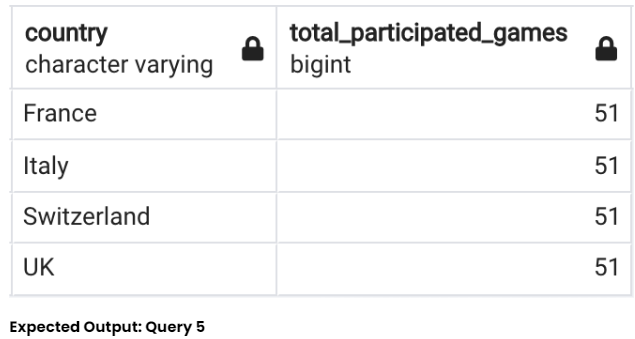 country total_participated_games
character varying bigint
France 51
Italy 51
Switzerland 51
UK 51
Expected Output: Query 5